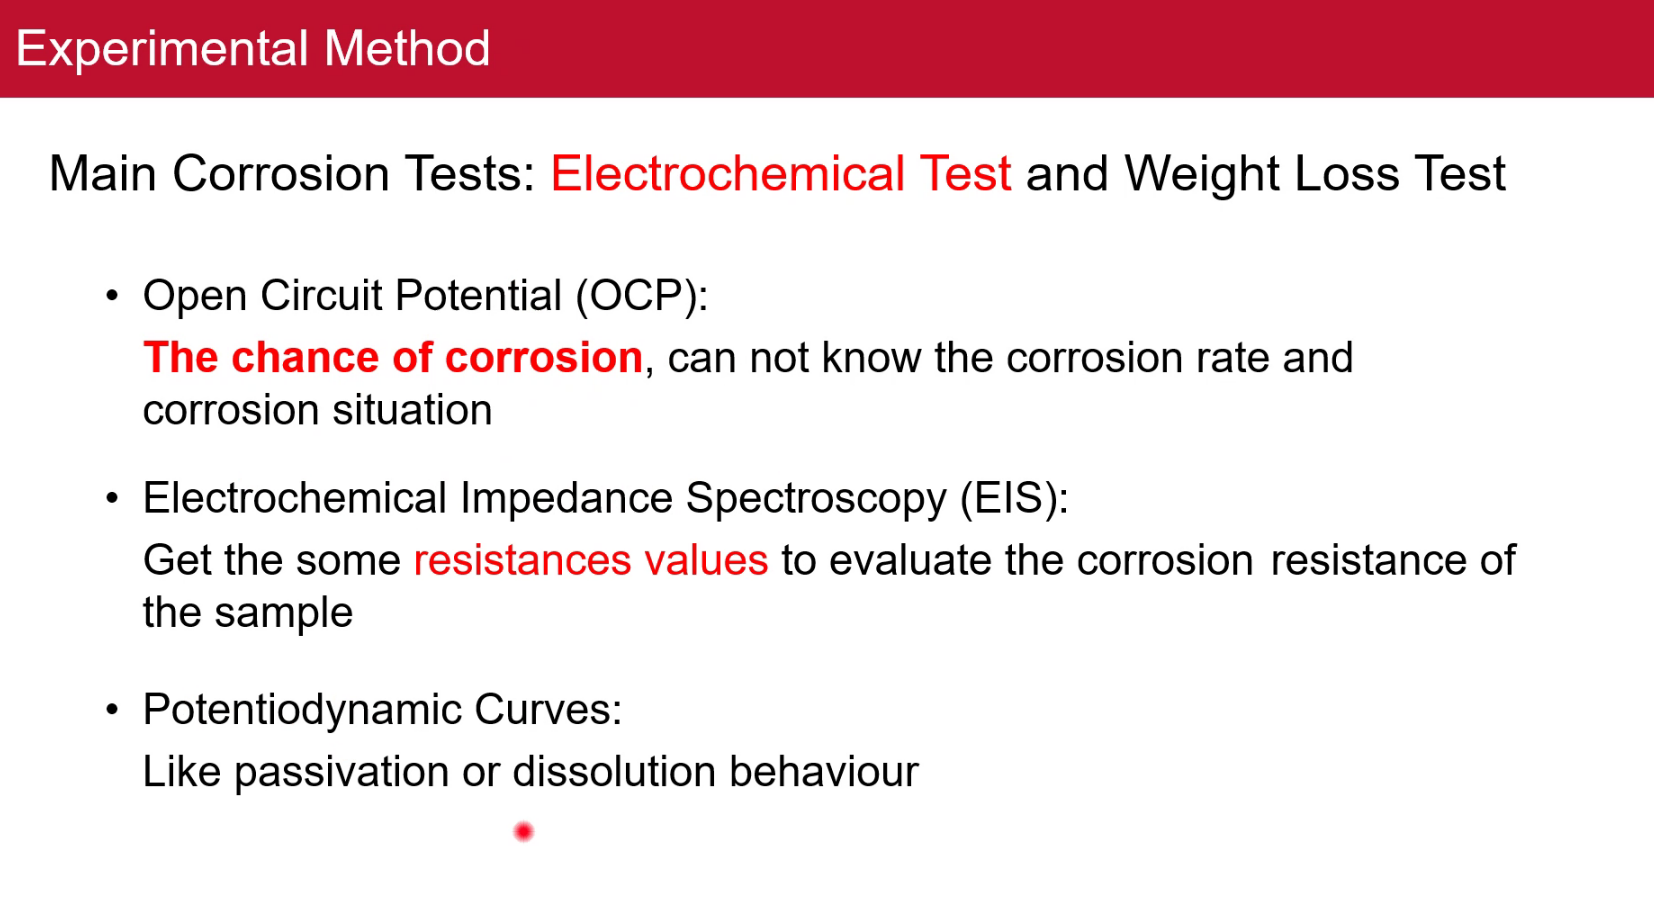 Experimental Method
Main Corrosion Tests: Electrochemical Test and Weight Loss Test
• Open Circuit Potential (OCP):
The chance of corrosion, can not know the corrosion rate and
corrosion situation
• Electrochemical Impedance Spectroscopy (EIS):
Get the some resistances values to evaluate the corrosion resistance of
the sample
• Potentiodynamic Curves:
Like passivation or dissolution behaviour